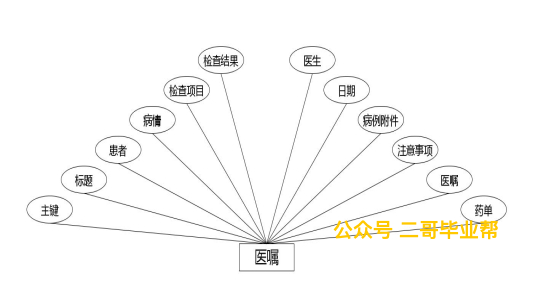 检查结果
医生
检查项目
日期
病情
病例附件
患者
注意事项
标题
医嘱
主键
药单
公众号 二哥毕业帮
医嘱